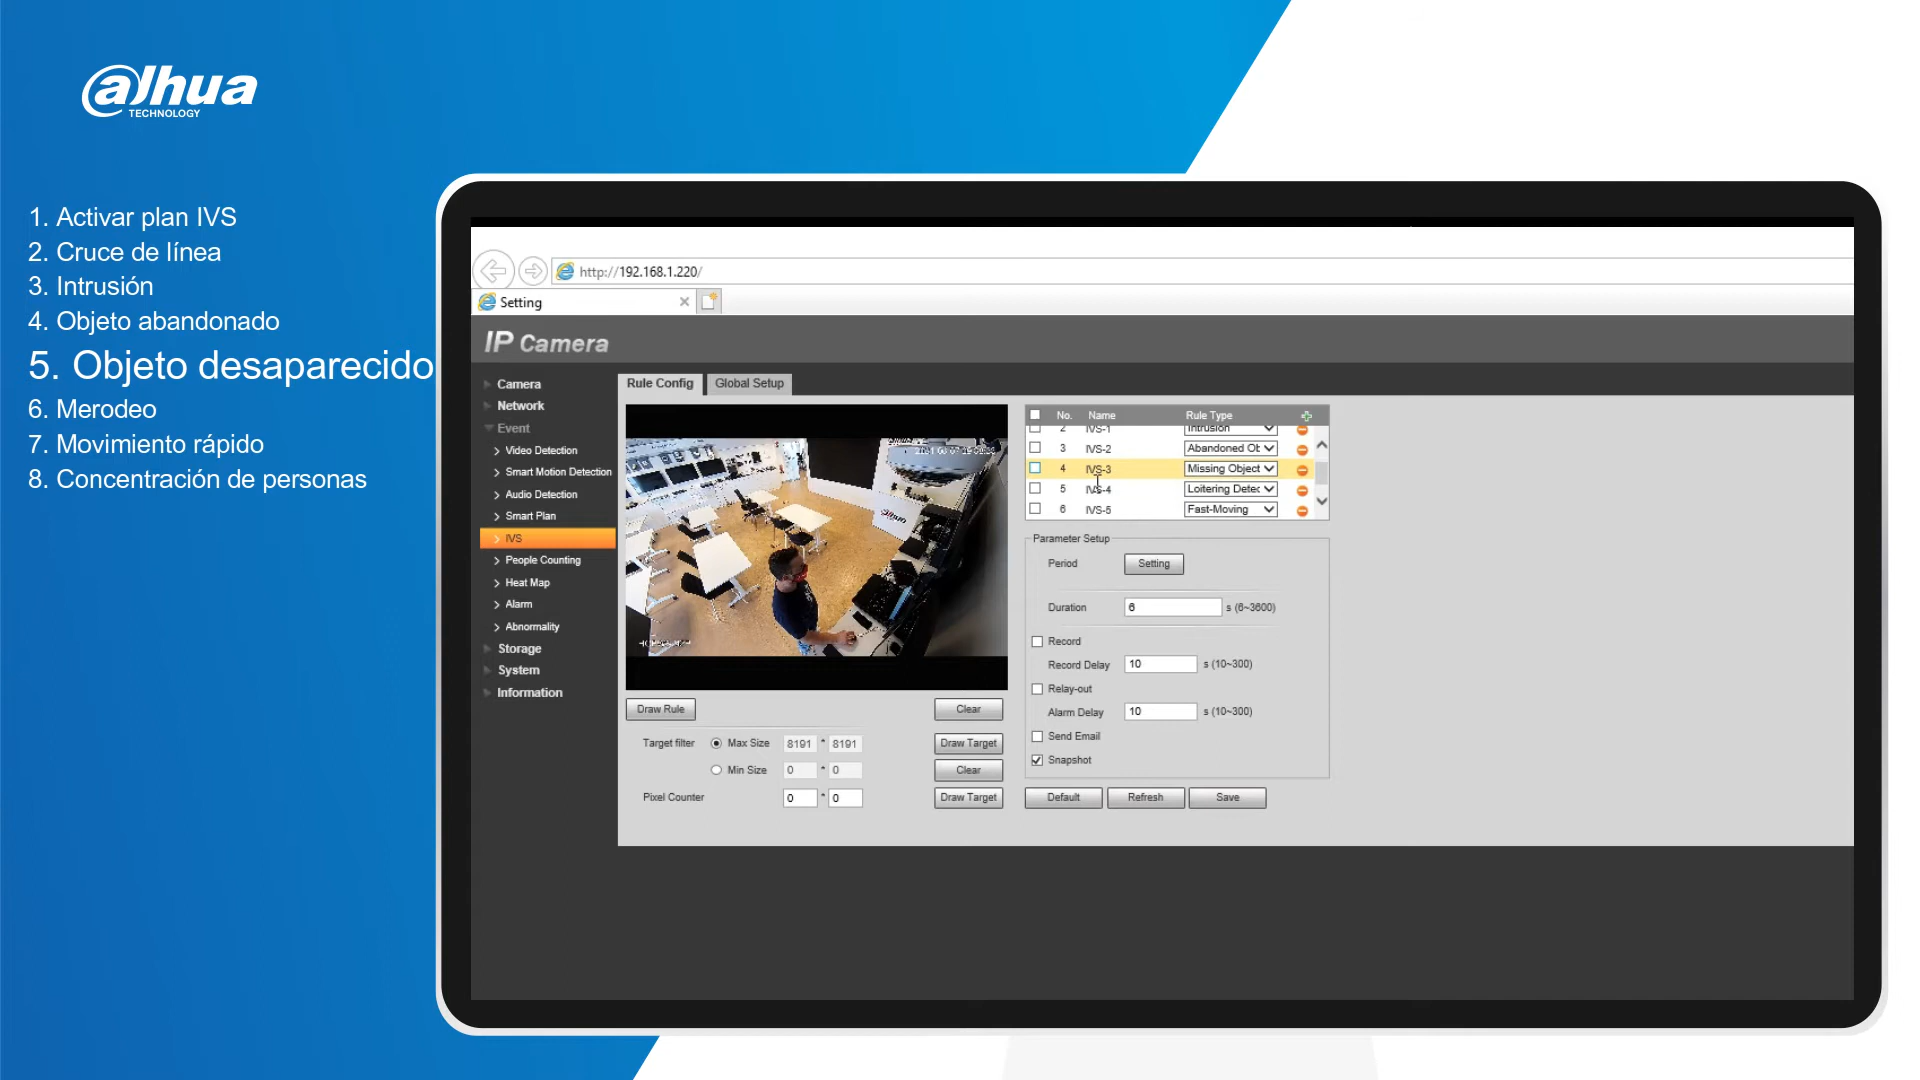 alhua
TECHNOLOGY
1. Activar plan IVS
2. Cruce de línea
3. Intrusión
4. Objeto abandonado
5. Objeto desaparecido
6. Merodeo
7. Movimiento rápido
8. Concentración de personas
http://192.168.1.220/
Setting
IP Camera
Camera
Network
Event
Video Detection
Smart Motion Detection
Audio Detection
Smart Plan
IVS
People Counting
Heat Map
Alarm
Abnormality
Storage
System
Information
Rule Config
Global Setup
alhua
Draw Rule
Clear
Target filter Max Size 8191 * 8191 Draw Target
Min Size 0 * 0 Clear
Pixel Counter 0 * 0 Draw Target
No. Name Rule Type
2 IVS-1 Intrusion
3 IVS-2 Abandoned Ob
4 IVS-3 Missing Object
5 IVS-4 Loitering Detec
6 IVS-5 Fast-Moving
Parameter Setup
Period Setting
Duration 6 s (6~3600)
Record
Record Delay 10 s (10~300)
Relay-out
Alarm Delay 10 s (10~300)
Send Email
Snapshot
Default Refresh Save